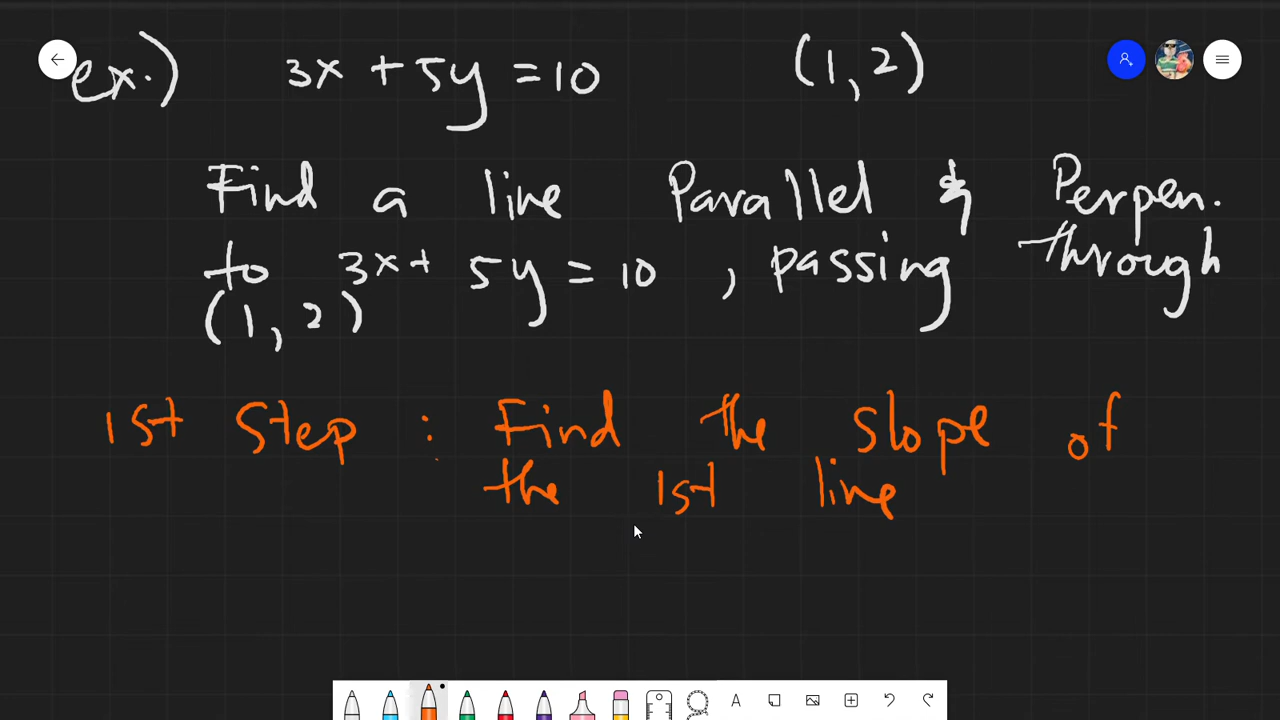 ex.) 3x + 5y = 10 (1, 2)
Find a line Parallel & Perpen.
to 3x + 5y = 10 , passing through
(1, 2)
1st Step : Find the slope of
the 1st line
A